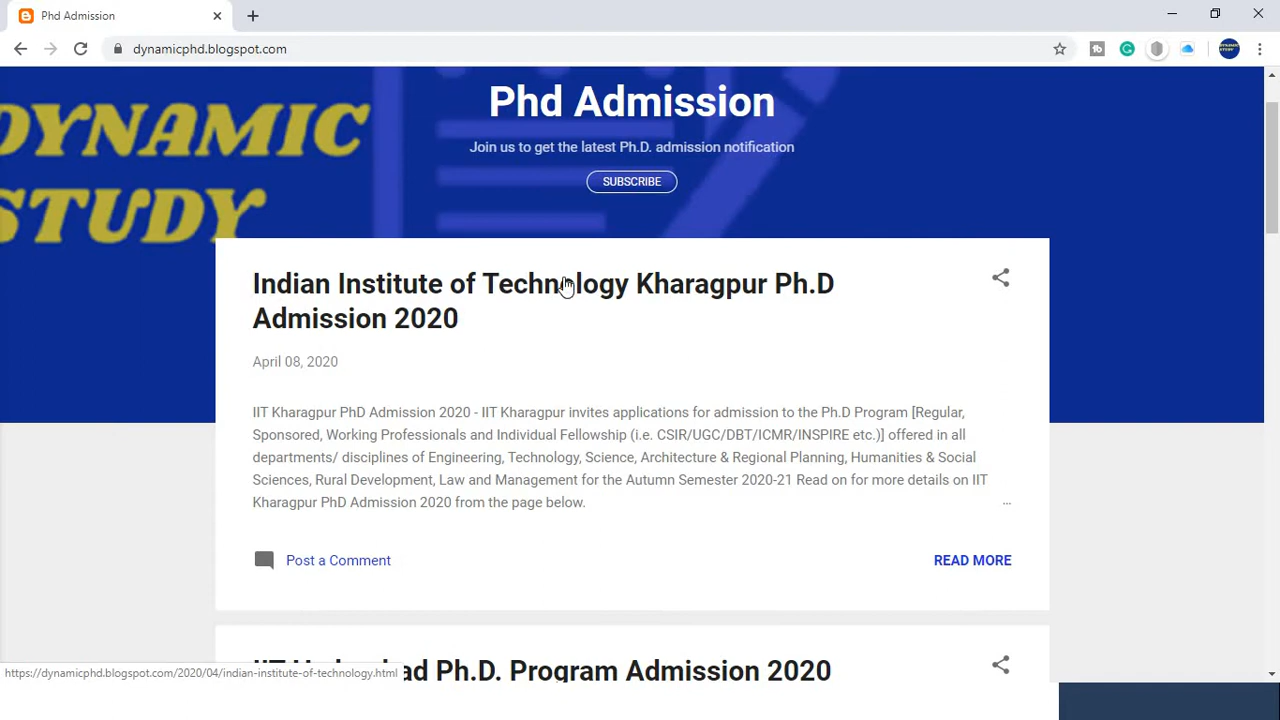 Phd Admission
dynamicphd.blogspot.com
DYNAMIC
STUDY
Phd Admission
Join us to get the latest Ph.D. admission notification
SUBSCRIBE
Indian Institute of Technology Kharagpur Ph.D
Admission 2020
April 08, 2020
IIT Kharagpur PhD Admission 2020 - IIT Kharagpur invites applications for admission to the Ph.D Program [Regular,
Sponsored, Working Professionals and Individual Fellowship (i.e. CSIR/UGC/DBT/ICMR/INSPIRE etc.)] offered in all
departments/ disciplines of Engineering, Technology, Science, Architecture & Regional Planning, Humanities & Social
Sciences, Rural Development, Law and Management for the Autumn Semester 2020-21 Read on for more details on IIT
Kharagpur PhD Admission 2020 from the page below. ...
Post a Comment
READ MORE
Ph.D. Program Admission 2020
https://dynamicphd.blogspot.com/2020/04/indian-institute-of-technology.html